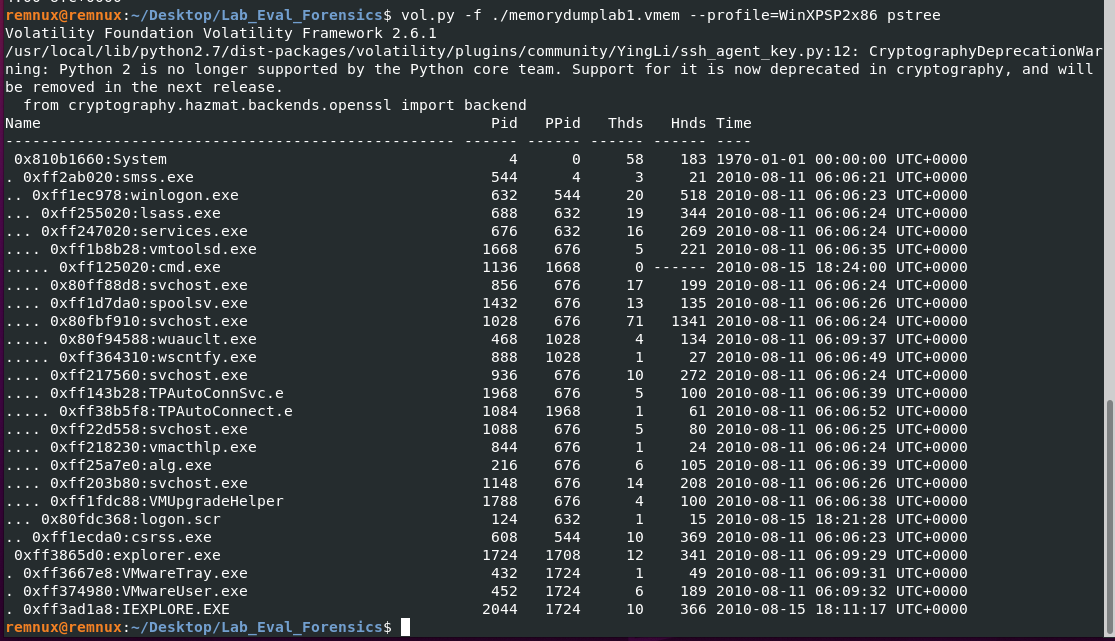 remnux@remnux:~/Desktop/Lab_Eval_Forensics$ vol.py -f ./memorydumplab1.vmem --profile=WinXPSP2x86 pstree
Volatility Foundation Volatility Framework 2.6.1
/usr/local/lib/python2.7/dist-packages/volatility/plugins/community/YingLi/ssh_agent_key.py:12: CryptographyDeprecationWar
ning: Python 2 is no longer supported by the Python core team. Support for it is now deprecated in cryptography, and will
be removed in the next release.
  from cryptography.hazmat.backends.openssl import backend
Name                                                  Pid   PPid   Thds   Hnds Time
-------------------------------------------------- ------ ------ ------ ------ ----
 0x810b1660:System                                      4      0     58    183 1970-01-01 00:00:00 UTC+0000
. 0xff2ab020:smss.exe                                 544      4      3     21 2010-08-11 06:06:21 UTC+0000
.. 0xff1ec978:winlogon.exe                            632    544     20    518 2010-08-11 06:06:23 UTC+0000
... 0xff255020:lsass.exe                              688    632     19    344 2010-08-11 06:06:24 UTC+0000
... 0xff247020:services.exe                           676    632     16    269 2010-08-11 06:06:24 UTC+0000
.... 0xff1b8b28:vmtoolsd.exe                         1668    676      5    221 2010-08-11 06:06:35 UTC+0000
..... 0xff125020:cmd.exe                             1136   1668      0 ------ 2010-08-15 18:24:00 UTC+0000
.... 0x80ff88d8:svchost.exe                           856    676     17    199 2010-08-11 06:06:24 UTC+0000
.... 0xff1d7da0:spoolsv.exe                          1432    676     13    135 2010-08-11 06:06:26 UTC+0000
.... 0x80fbf910:svchost.exe                          1028    676     71   1341 2010-08-11 06:06:24 UTC+0000
..... 0x80f94588:wuauclt.exe                          468   1028      4    134 2010-08-11 06:09:37 UTC+0000
..... 0xff364310:wscntfy.exe                          888   1028      1     27 2010-08-11 06:06:49 UTC+0000
.... 0xff217560:svchost.exe                           936    676     10    272 2010-08-11 06:06:24 UTC+0000
.... 0xff143b28:TPAutoConnSvc.e                      1968    676      5    100 2010-08-11 06:06:39 UTC+0000
..... 0xff38b5f8:TPAutoConnect.e                     1084   1968      1     61 2010-08-11 06:06:52 UTC+0000
.... 0xff22d558:svchost.exe                          1088    676      5     80 2010-08-11 06:06:25 UTC+0000
.... 0xff218230:vmacthlp.exe                          844    676      1     24 2010-08-11 06:06:24 UTC+0000
.... 0xff25a7e0:alg.exe                               216    676      6    105 2010-08-11 06:06:39 UTC+0000
.... 0xff203b80:svchost.exe                          1148    676     14    208 2010-08-11 06:06:26 UTC+0000
.... 0xff1fdc88:VMUpgradeHelper                      1788    676      4    100 2010-08-11 06:06:38 UTC+0000
... 0x80fdc368:logon.scr                              124    632      1     15 2010-08-15 18:21:28 UTC+0000
.. 0xff1ecda0:csrss.exe                               608    544     10    369 2010-08-11 06:06:23 UTC+0000
 0xff3865d0:explorer.exe                             1724   1708     12    341 2010-08-11 06:09:29 UTC+0000
. 0xff3667e8:VMwareTray.exe                           432   1724      1     49 2010-08-11 06:09:31 UTC+0000
. 0xff374980:VMwareUser.exe                           452   1724      6    189 2010-08-11 06:09:32 UTC+0000
. 0xff3ad1a8:IEXPLORE.EXE                            2044   1724     10    366 2010-08-15 18:11:17 UTC+0000
remnux@remnux:~/Desktop/Lab_Eval_Forensics$